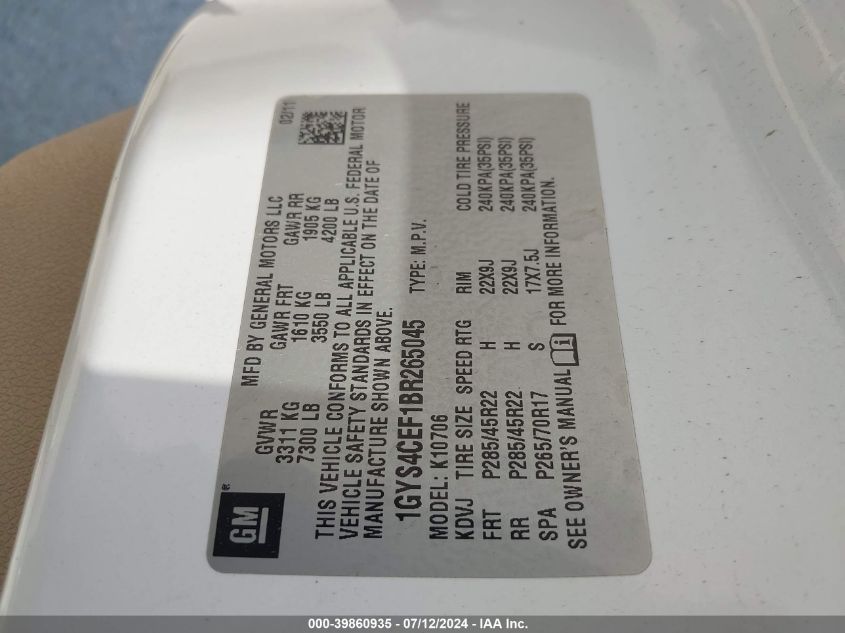 GM®
MFD BY GENERAL MOTORS LLC 02/11
GVWR GAWR FRT GAWR RR
3311 KG 1610 KG 1905 KG
7300 LB 3550 LB 4200 LB
THIS VEHICLE CONFORMS TO ALL APPLICABLE U.S. FEDERAL MOTOR
VEHICLE SAFETY STANDARDS IN EFFECT ON THE DATE OF
MANUFACTURE SHOWN ABOVE.
1GYS4CEF1BR265045 TYPE: M.P.V.
MODEL: K10706
KDVJ TIRE SIZE SPEED RTG RIM COLD TIRE PRESSURE
FRT P285/45R22 H 22X9J 240KPA(35PSI)
RR P285/45R22 H 22X9J 240KPA(35PSI)
SPA P265/70R17 S 17X7.5J 240KPA(35PSI)
SEE OWNER'S MANUAL FOR MORE INFORMATION.
000-39860935 - 07/12/2024 - IAA Inc.